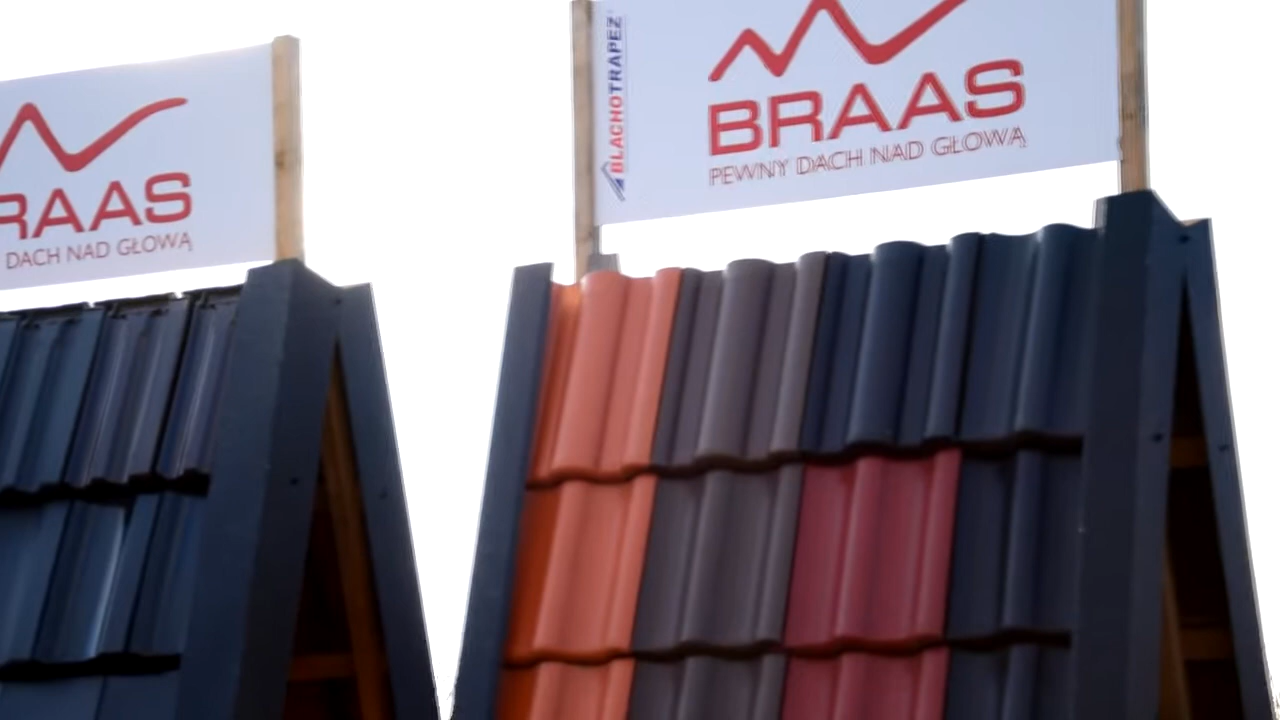 RAAS
DACH NAD GŁOWĄ
BLACHOTRAPEZ
BRAAS
PEWNY DACH NAD GŁOWĄ